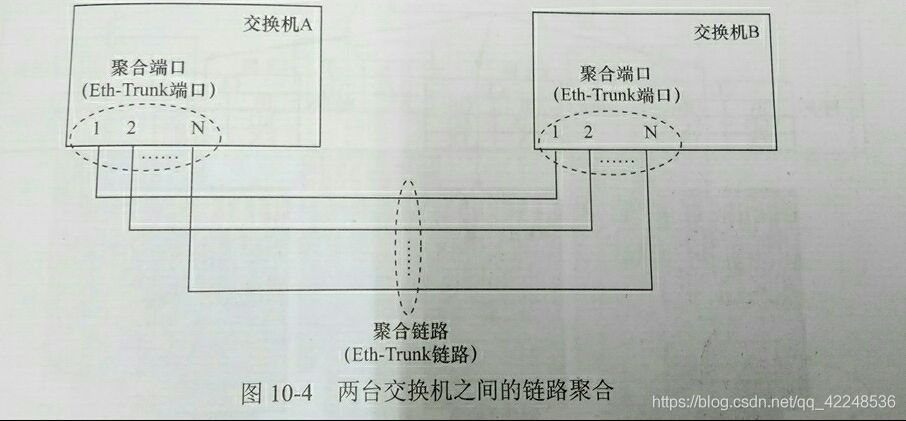 交换机A
交换机B
聚合端口
(Eth-Trunk端口)
聚合端口
(Eth-Trunk端口)
1 2 N
......
1 2 N
......
......
聚合链路
(Eth-Trunk链路)
图 10-4 两台交换机之间的链路聚合
https://blog.csdn.net/qq_42248536